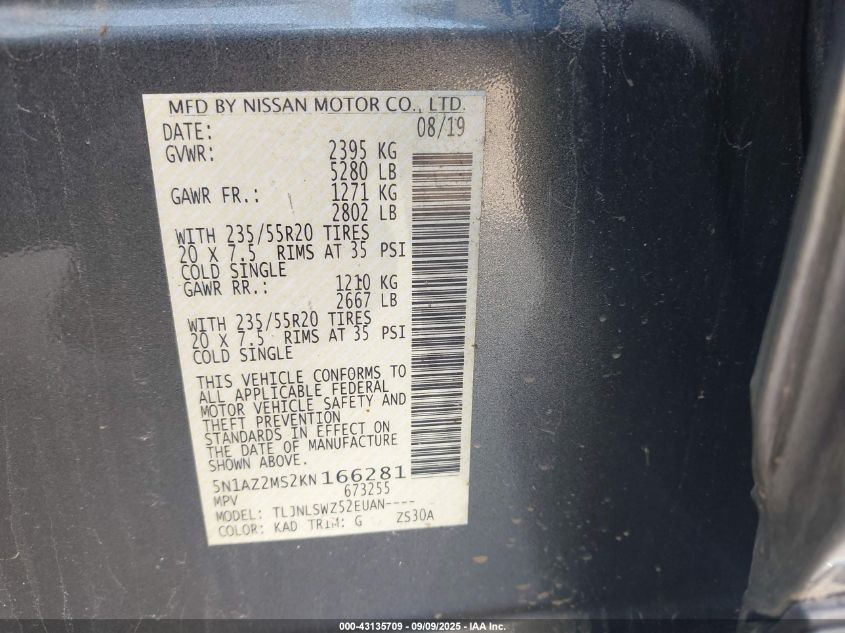 MFD BY NISSAN MOTOR CO., LTD.
DATE: 08/19
GVWR: 2395 KG
5280 LB
GAWR FR.: 1271 KG
2802 LB
WITH 235/55R20 TIRES
20 X 7.5 RIMS AT 35 PSI
COLD SINGLE
GAWR RR.: 1210 KG
2667 LB
WITH 235/55R20 TIRES
20 X 7.5 RIMS AT 35 PSI
COLD SINGLE
THIS VEHICLE CONFORMS TO
ALL APPLICABLE FEDERAL
MOTOR VEHICLE SAFETY AND
THEFT PREVENTION
STANDARDS IN EFFECT ON
THE DATE OF MANUFACTURE
SHOWN ABOVE.
5N1AZ2MS2KN166281
MPV 673255
MODEL: TLJNLSWZ52EUAN----
COLOR: KAD TRIM: G ZS30A
000-43135709 - 09/09/2025 - IAA Inc.